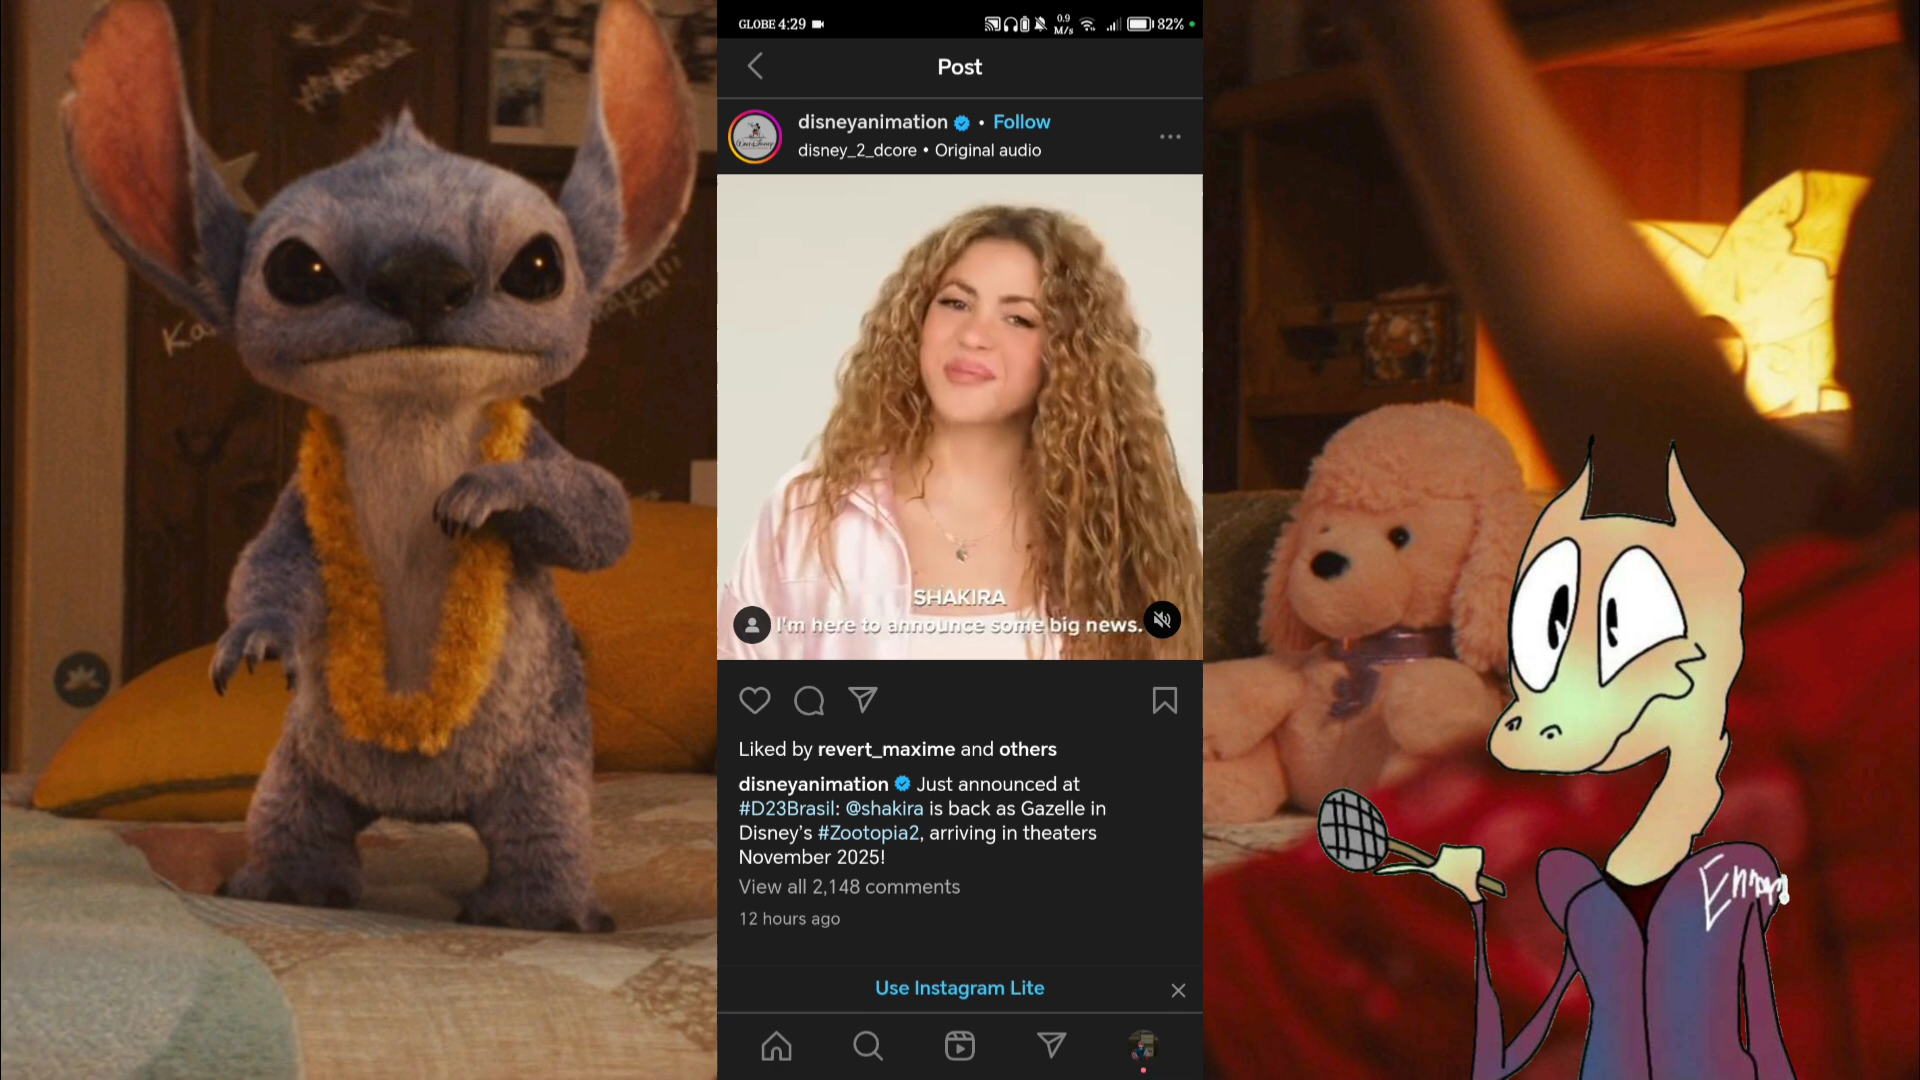 GLOBE 4:29
0.9
M/s
82%
Post
disneyanimation • Follow
disney_2_dcore • Original audio
SHAKIRA
I'm here to announce some big news.
Liked by revert_maxime and others
disneyanimation Just announced at
#D23Brasil: @shakira is back as Gazelle in
Disney's #Zootopia2, arriving in theaters
November 2025!
View all 2,148 comments
12 hours ago
Use Instagram Lite